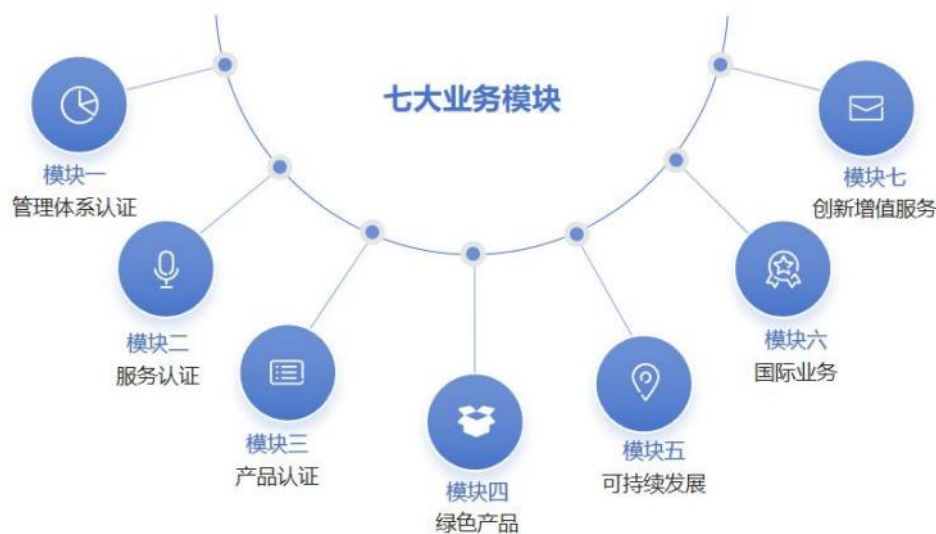 七大业务模块
模块一
管理体系认证
模块二
服务认证
模块三
产品认证
模块四
绿色产品
模块五
可持续发展
模块六
国际业务
模块七
创新增值服务